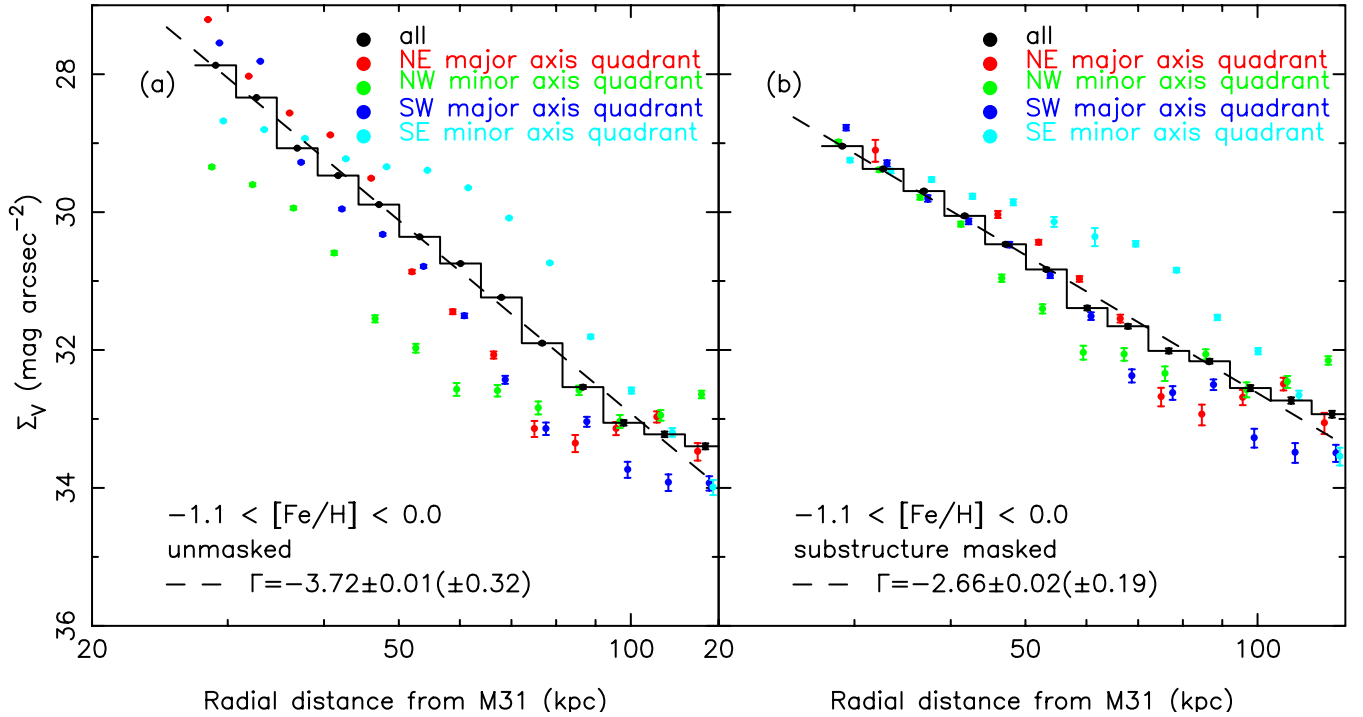 28
30
32
34
36
Σ_V (mag arcsec⁻²)
(a)
all
NE major axis quadrant
NW minor axis quadrant
SW major axis quadrant
SE minor axis quadrant
−1.1 < [Fe/H] < 0.0
unmasked
Γ=−3.72±0.01(±0.32)
20
50
100
Radial distance from M31 (kpc)
(b)
all
NE major axis quadrant
NW minor axis quadrant
SW major axis quadrant
SE minor axis quadrant
−1.1 < [Fe/H] < 0.0
substructure masked
Γ=−2.66±0.02(±0.19)
20
50
100
Radial distance from M31 (kpc)